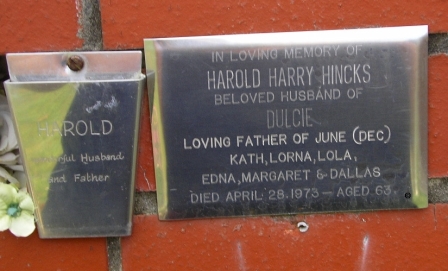 HAROLD
Husband
and Father
IN LOVING MEMORY OF
HAROLD HARRY HINCKS
BELOVED HUSBAND OF
DULCIE
LOVING FATHER OF JUNE (DEC)
KATH, LORNA, LOLA,
EDNA, MARGARET & DALLAS
DIED APRIL 28, 1973 — AGED 63.